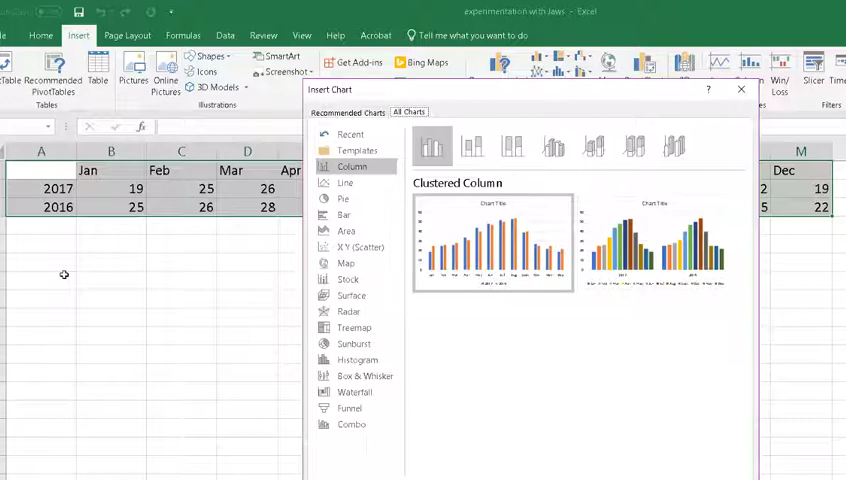 experimentation with Jaws - Excel
Home Insert Page Layout Formulas Data Review View Help Acrobat Tell me what you want to do
Recommended PivotTables
Table
Tables
Pictures
Online Pictures
Shapes
Icons
3D Models
SmartArt
Screenshot
Illustrations
Get Add-ins
Bing Maps
Line
Column
Win/Loss
Slicer
Filters
fx
Insert Chart
?
Recommended Charts All Charts
A B C D M
Jan Feb Mar Apr Dec
2017 19 25 26 2 19
2016 25 26 28 5 22
Recent
Templates
Column
Line
Pie
Bar
Area
X Y (Scatter)
Map
Stock
Surface
Radar
Treemap
Sunburst
Histogram
Box & Whisker
Waterfall
Funnel
Combo
Clustered Column
Chart Title
Chart Title